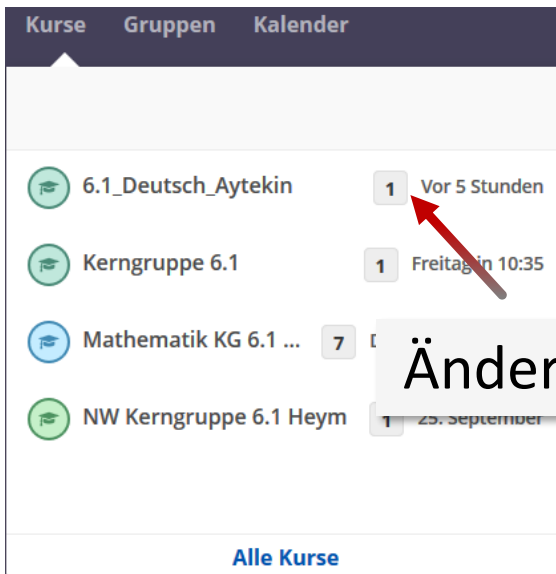 Kurse Gruppen Kalender
6.1_Deutsch_Aytekin 1 Vor 5 Stunden
Kerngruppe 6.1 1 Freitag in 10:35
Mathematik KG 6.1 ... 7
Änder
NW Kerngruppe 6.1 Heym 1 25. September
Alle Kurse